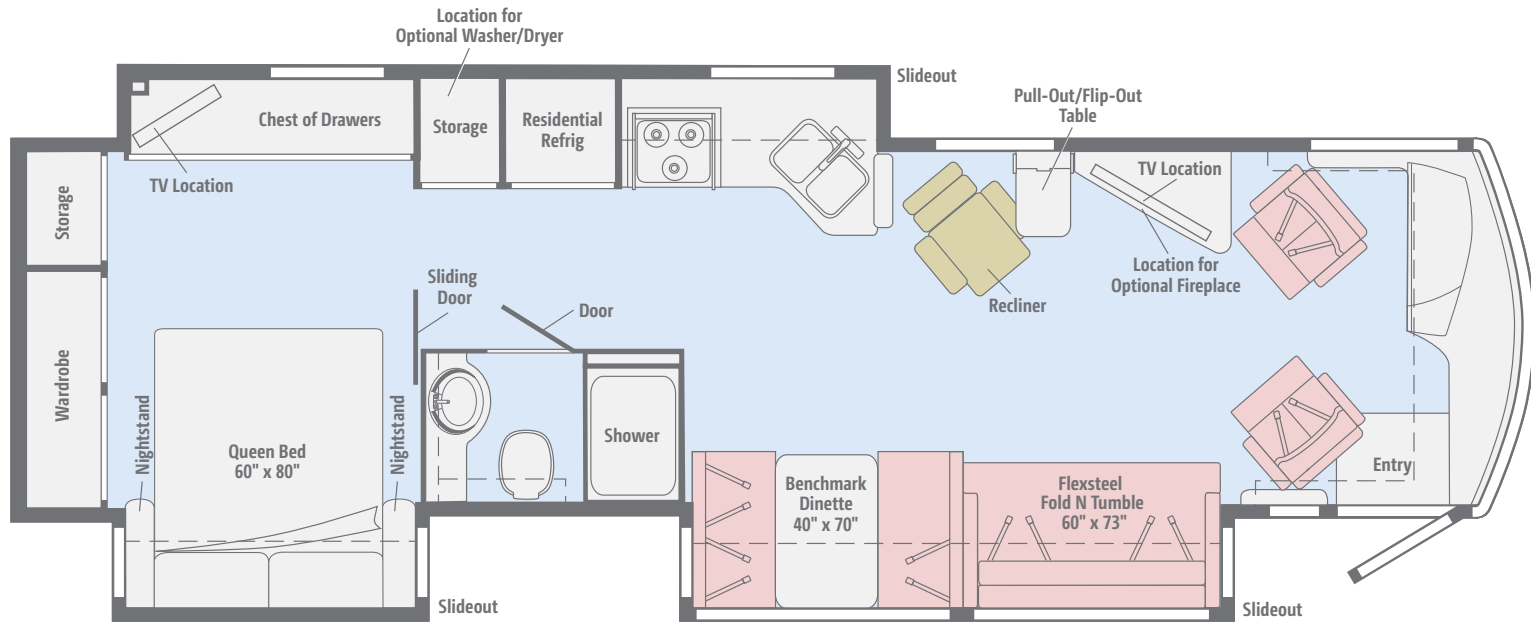 Location for
Optional Washer/Dryer
Slideout
Pull-Out/Flip-Out
Table
Chest of Drawers
Storage
Residential
Refrig
TV Location
TV Location
Storage
Sliding
Door
Door
Recliner
Location for
Optional Fireplace
Wardrobe
Nightstand
Queen Bed
60" x 80"
Nightstand
Shower
Benchmark
Dinette
40" x 70"
Flexsteel
Fold N Tumble
60" x 73"
Entry
Slideout
Slideout